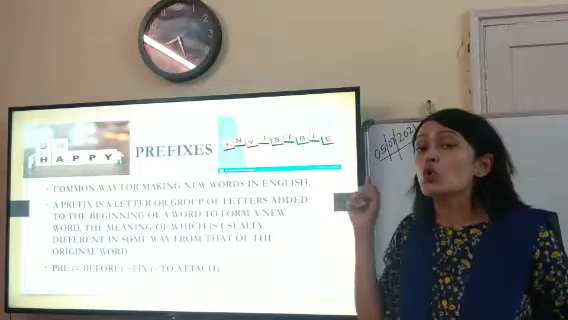 HAPPY
PREFIXES
INVISIBLE
05/01/2021
• COMMON WAY FOR MAKING NEW WORDS IN ENGLISH.
• A PREFIX IS A LETTER OR GROUP OF LETTERS ADDED
TO THE BEGINNING OF A WORD TO FORM A NEW
WORD, THE MEANING OF WHICH IS USUALLY
DIFFERENT IN SOME WAY FROM THAT OF THE
ORIGINAL WORD
• PRE (= BEFORE) +FIX (=TO ATTACH)